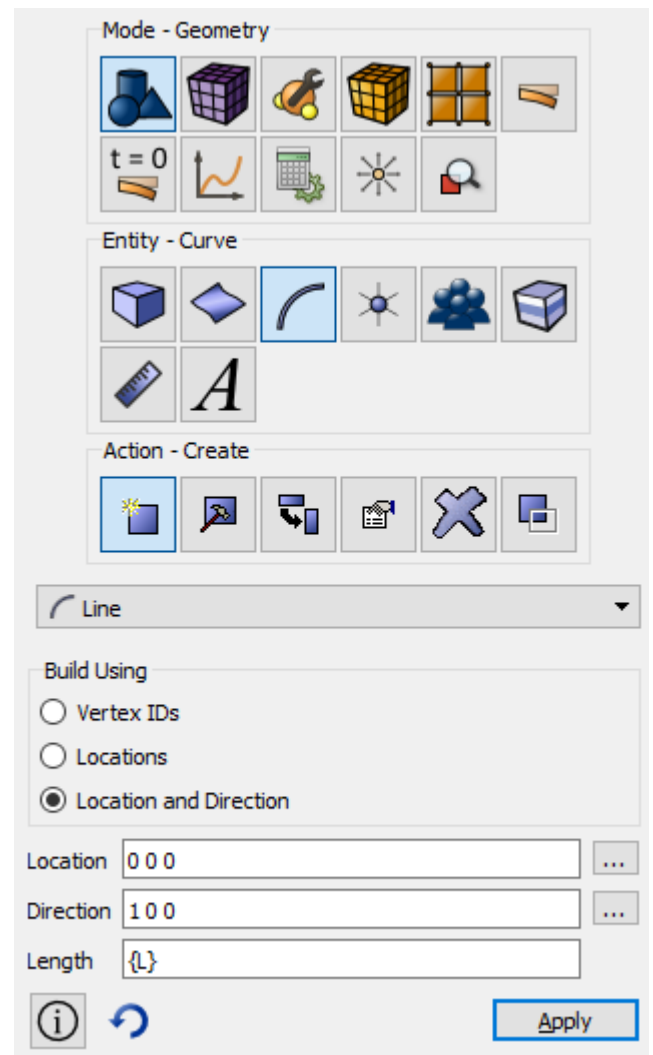 Mode - Geometry
t = 0
Entity - Curve
A
Action - Create
Line
Build Using
Vertex IDs
Locations
Location and Direction
Location 0 0 0 ...
Direction 1 0 0 ...
Length {L}
i Apply